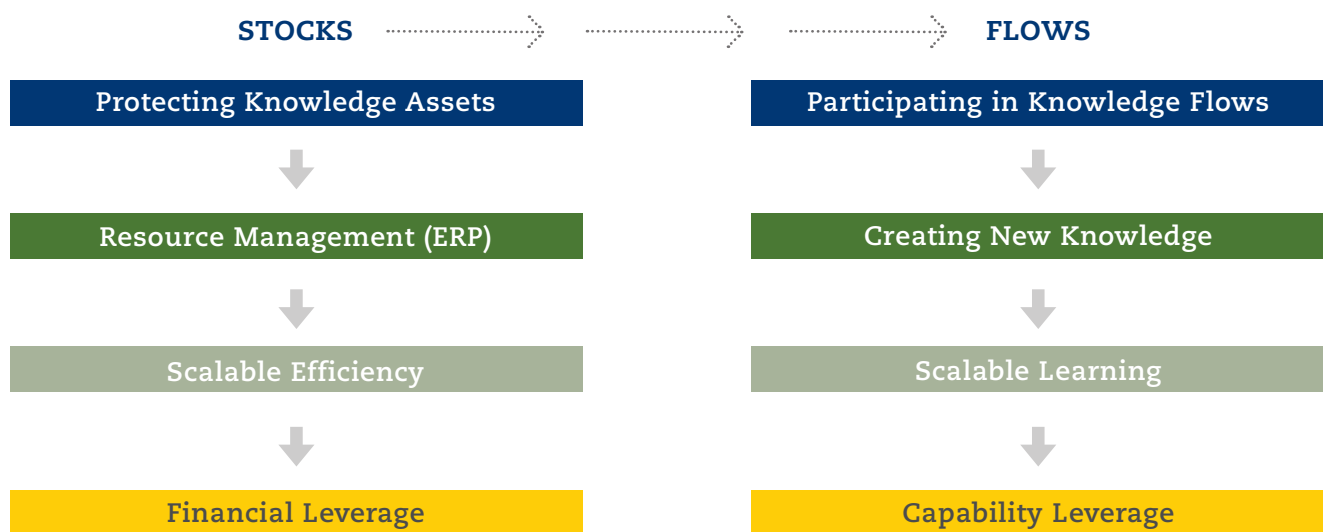 STOCKS
FLOWS
Protecting Knowledge Assets
Participating in Knowledge Flows
Resource Management (ERP)
Creating New Knowledge
Scalable Efficiency
Scalable Learning
Financial Leverage
Capability Leverage